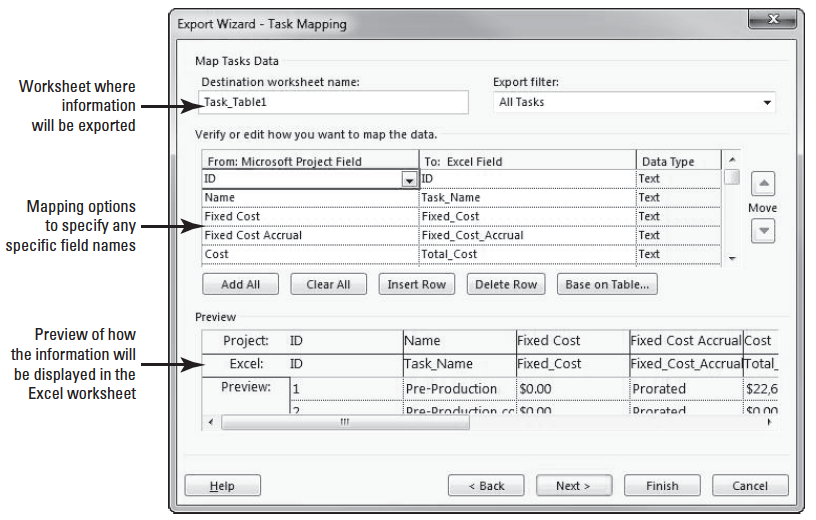 Export Wizard - Task Mapping
Map Tasks Data
Destination worksheet name:
Export filter:
Worksheet where
information
will be exported
Task_Table1
All Tasks
Verify or edit how you want to map the data.
From: Microsoft Project Field To: Excel Field Data Type
ID ID Text
Name Task_Name Text
Fixed Cost Fixed_Cost Text
Fixed Cost Accrual Fixed_Cost_Accrual Text
Cost Total_Cost Text
Move
Mapping options
to specify any
specific field names
Add All Clear All Insert Row Delete Row Base on Table...
Preview
Project: ID Name Fixed Cost Fixed Cost Accrual Cost
Excel: ID Task_Name Fixed_Cost Fixed_Cost_Accrual Total_
Preview: 1 Pre-Production $0.00 Prorated $22,6
2 Pre-Production co $0.00 Prorated $0.00
Preview of how
the information will
be displayed in the
Excel worksheet
Help < Back Next > Finish Cancel